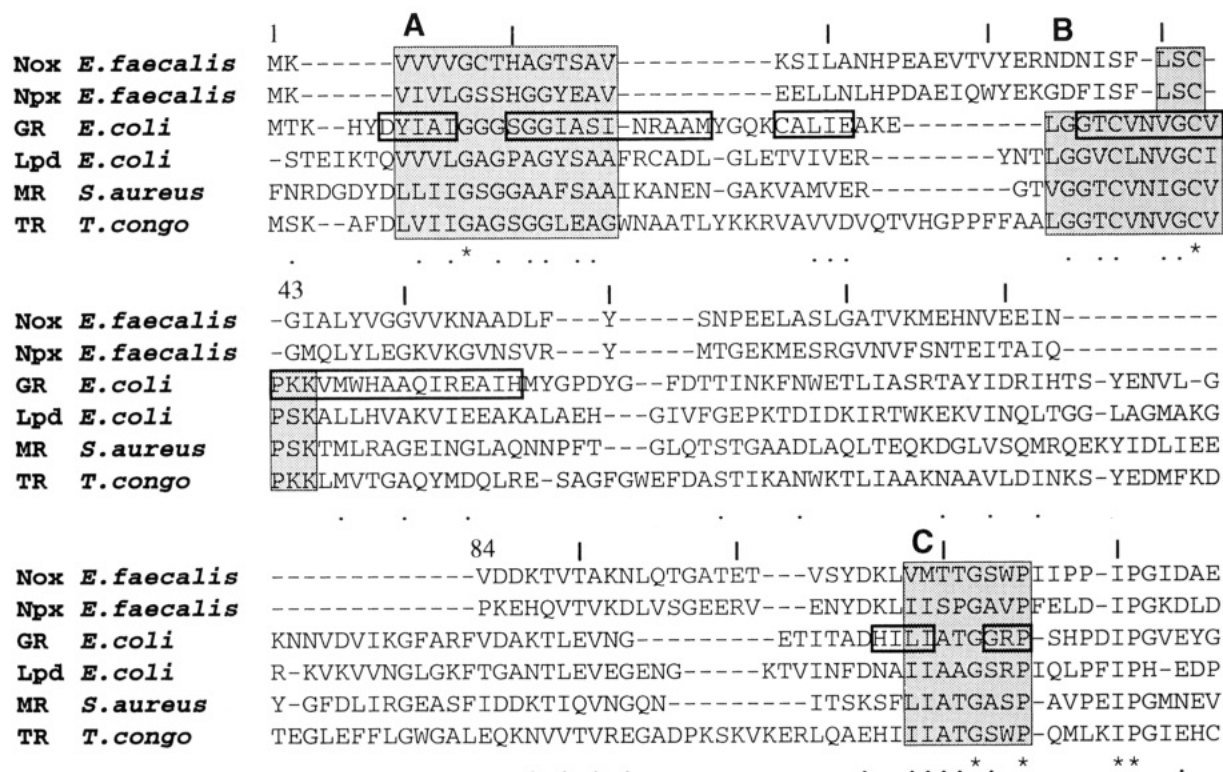 1 A | | | B |
Nox E.faecalis MK------VVVVGCTHAGTSAV----------KSILANHPEAEVTVYERNDNISF-LSC-
Npx E.faecalis MK------VIVLGSSHGGYEAV----------EELLNLHPDAEIQWYEKGDFISF-LSC-
GR E.coli MTK--HYDYIAIGGGSGGIASI-NRAAMYGQKCALIEAKE---------LGGTCVNVGCV
Lpd E.coli -STEIKTQVVVLGAGPAGYSAAFRCADL-GLETVIVER--------YNTLGGVCLNVGCI
MR S.aureus FNRDGDYDLLIIGSGGAAFSAAIKANEN-GAKVAMVER---------GTVGGTCVNIGCV
TR T.congo MSK--AFDLVIIGAGSGGLEAGWNAATLYKKRVAVVDVQTVHGPPFFAALGGTCVNVGCV
. * . . . . . . . . . . . . *
43 | | | |
Nox E.faecalis -GIALYVGGVVKNAADLF---Y-----SNPEELASLGATVKMEHNVEEIN----------
Npx E.faecalis -GMQLYLEGKVKGVNSVR---Y-----MTGEKMESRGVNVFSNTEITAIQ----------
GR E.coli PKKVMWHAAQIREAIHMYGPDYG--FDTTINKFNWETLIASRTAYIDRIHTS-YENVL-G
Lpd E.coli PSKALLHVAKVIEEAKALAEH---GIVFGEPKTDIDKIRTWKEKVINQLTGG-LAGMAKG
MR S.aureus PSKTMLRAGEINGLAQNNPFT---GLQTSTGAADLAQLTEQKDGLVSQMRQEKYIDLIEE
TR T.congo PKKLMVTGAQYMDQLRE-SAGFGWEFDASTIKANWKTLIAAKNAAVLDINKS-YEDMFKD
. . . . . . . .
84 | | C | |
Nox E.faecalis -------------VDDKTVTAKNLQTGATET---VSYDKLVMTTGSWPIIPP-IPGIDAE
Npx E.faecalis -------------PKEHQVTVKDLVSGEERV---ENYDKLIISPGAVPFELD-IPGKDLD
GR E.coli KNNVDVIKGFARFVDAKTLEVNG---------ETITADHILIATGGRP-SHPDIPGVEYG
Lpd E.coli R-KVKVVNGLGKFTGANTLEVEGENG-----KTVINFDNAIIAAGSRPIQLPFIPH-EDP
MR S.aureus Y-GFDLIRGEASFIDDKTIQVNGQN---------ITSKSFLIATGASP-AVPEIPGMNEV
TR T.congo TEGLEFFLGWGALEQKNVVTVREGADPKSKVKERLQAEHIIIATGSWP-QMLKIPGIEHC
. . . . . . . . . * . * ** .